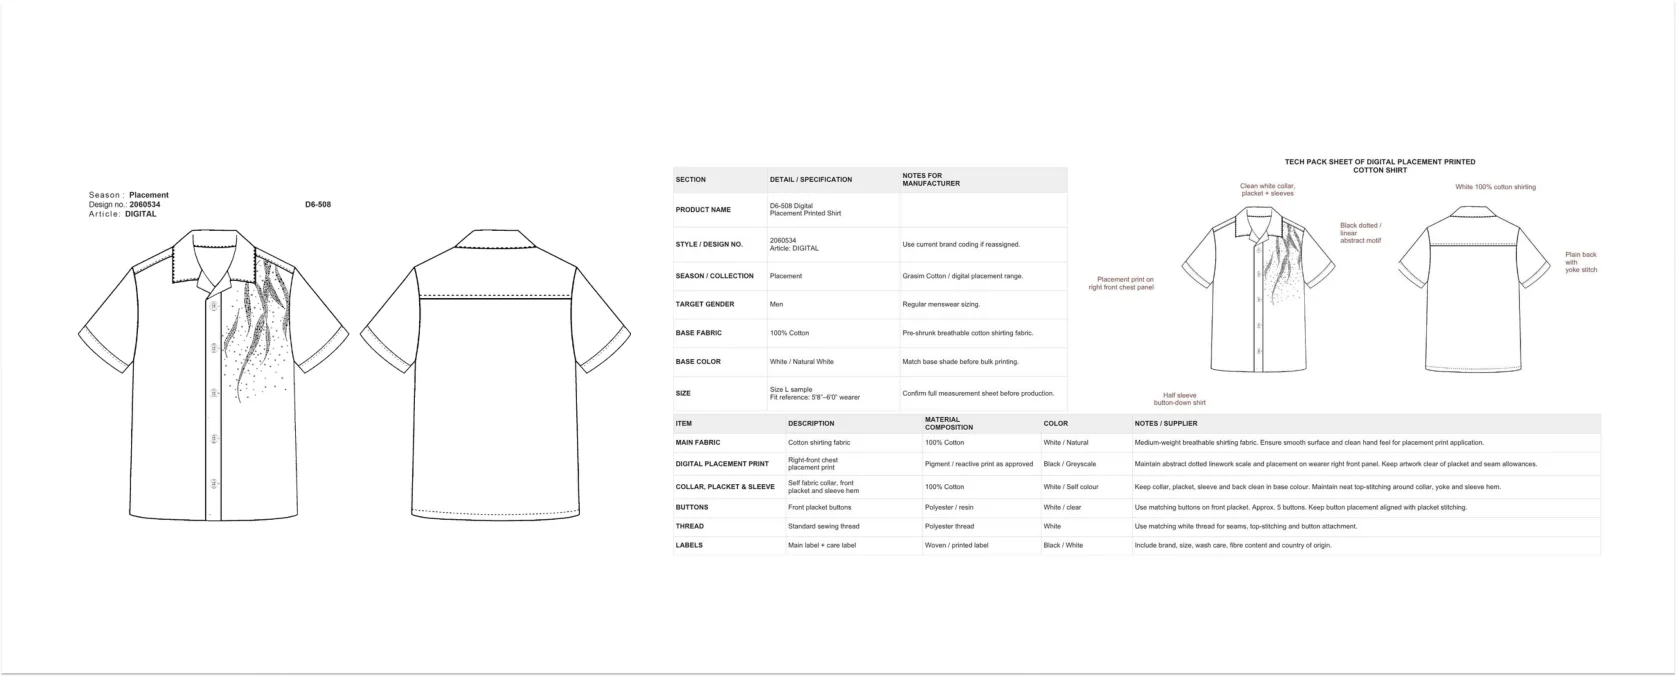 Season : Placement
Design no.: 2060534
Article: DIGITAL
D6-508
SECTION DETAIL / SPECIFICATION NOTES FOR
MANUFACTURER
PRODUCT NAME D6-508 Digital
Placement Printed Shirt
STYLE / DESIGN NO. 2060534
Article: DIGITAL Use current brand coding if reassigned.
SEASON / COLLECTION Placement Grasim Cotton / digital placement range.
TARGET GENDER Men Regular menswear sizing.
BASE FABRIC 100% Cotton Pre-shrunk breathable cotton shirting fabric.
BASE COLOR White / Natural White Match base shade before bulk printing.
SIZE Size L sample
Fit reference: 5'8"–6'0" wearer Confirm full measurement sheet before production.
TECH PACK SHEET OF DIGITAL PLACEMENT PRINTED
COTTON SHIRT
Clean white collar,
placket + sleeves
White 100% cotton shirting
Black dotted /
linear
abstract motif
Plain back
with
yoke stitch
Placement print on
right front chest panel
Half sleeve
button-down shirt
ITEM DESCRIPTION MATERIAL
COMPOSITION COLOR NOTES / SUPPLIER
MAIN FABRIC Cotton shirting fabric 100% Cotton White / Natural Medium-weight breathable shirting fabric. Ensure smooth surface and clean hand feel for placement print application.
DIGITAL PLACEMENT PRINT Right-front chest
placement print Pigment / reactive print as approved Black / Greyscale Maintain abstract dotted linework scale and placement on wearer right front panel. Keep artwork clear of placket and seam allowances.
COLLAR, PLACKET & SLEEVE Self fabric collar, front
placket and sleeve hem 100% Cotton White / Self colour Keep collar, placket, sleeve and back clean in base colour. Maintain neat top-stitching around collar, yoke and sleeve hem.
BUTTONS Front placket buttons Polyester / resin White / clear Use matching buttons on front placket. Approx. 5 buttons. Keep button placement aligned with placket stitching.
THREAD Standard sewing thread Polyester thread White Use matching white thread for seams, top-stitching and button attachment.
LABELS Main label + care label Woven / printed label Black / White Include brand, size, wash care, fibre content and country of origin.